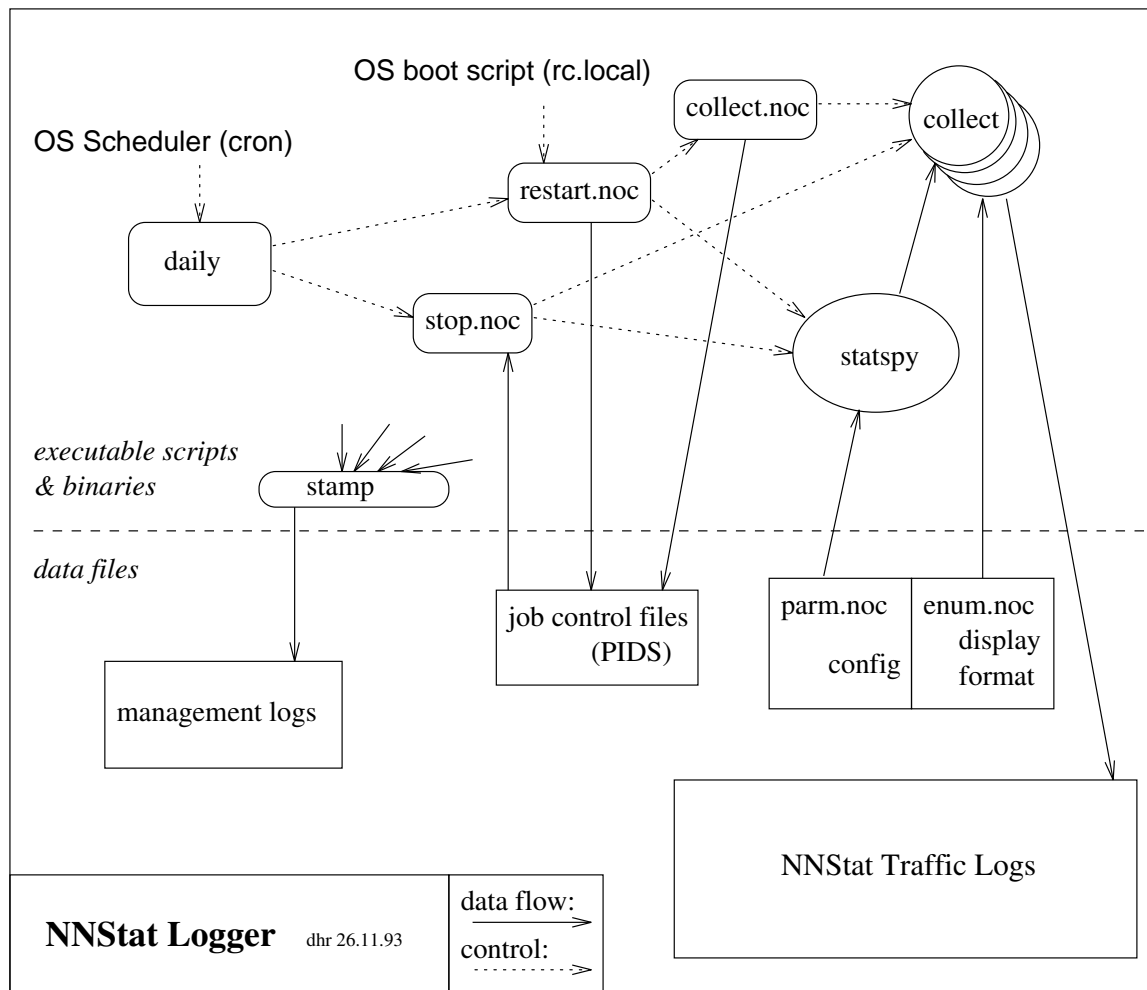 OS boot script (rc.local)
collect.noc
collect
OS Scheduler (cron)
restart.noc
daily
stop.noc
statspy
executable scripts
& binaries
stamp
data files
job control files
(PIDS)
parm.noc
config
enum.noc
display
format
management logs
NNStat Traffic Logs
NNStat Logger
dhr 26.11.93
data flow:
control: